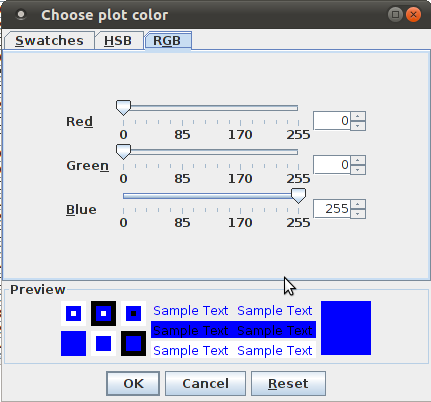 Choose plot color
Swatches HSB RGB
Red 0
0 85 170 255
Green 0
0 85 170 255
Blue 255
0 85 170 255
Preview
Sample Text Sample Text
Sample Text Sample Text
Sample Text Sample Text
OK Cancel Reset